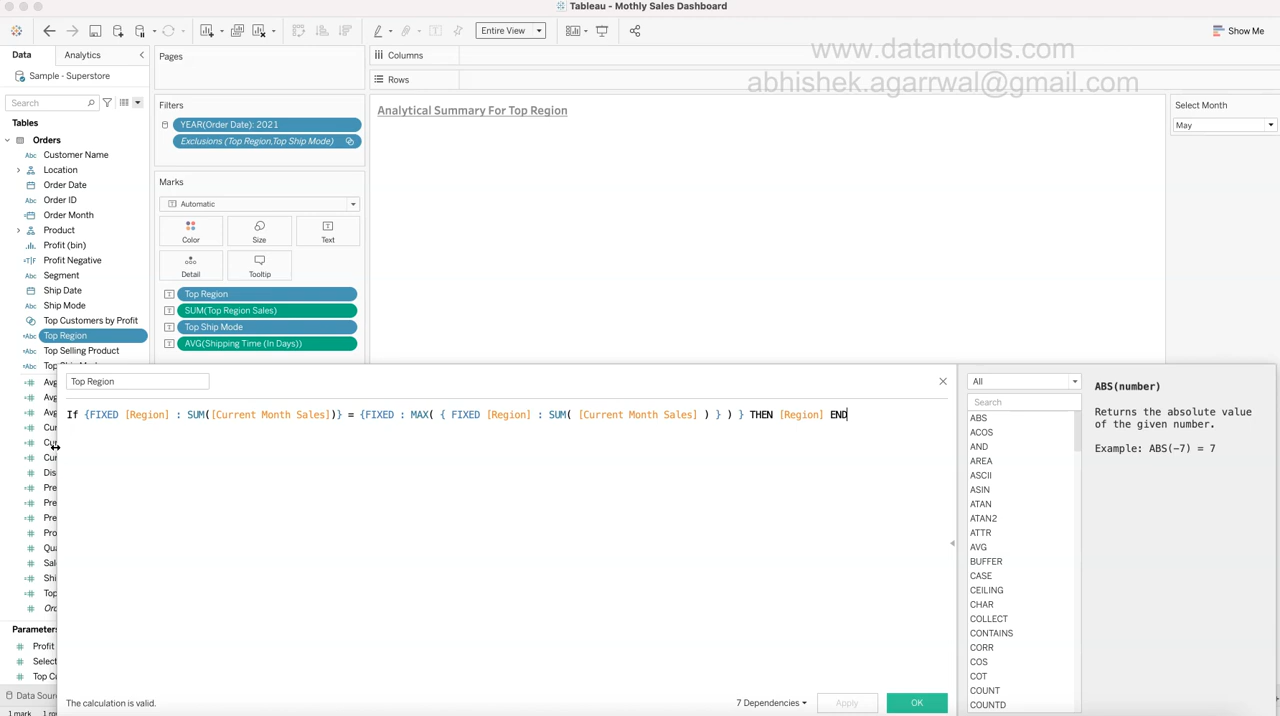 Tableau - Mothly Sales Dashboard
Entire View
Show Me
www.datantools.com
abhishek.agarrwal@gmail.com
Data
Analytics
Sample - Superstore
Search
Tables
Orders
Customer Name
Location
Order Date
Order ID
Order Month
Product
Profit (bin)
Profit Negative
Segment
Ship Date
Ship Mode
Top Customers by Profit
Top Region
Top Selling Product
Parameters
Profit
Select
Data Sour
1 mark
Pages
Filters
YEAR(Order Date): 2021
Exclusions (Top Region,Top Ship Mode)
Marks
Automatic
Color
Size
Text
Detail
Tooltip
Top Region
SUM(Top Region Sales)
Top Ship Mode
AVG(Shipping Time (In Days))
Columns
Rows
Analytical Summary For Top Region
Select Month
May
Top Region
If {FIXED [Region] : SUM([Current Month Sales])} = {FIXED : MAX( { FIXED [Region] : SUM( [Current Month Sales] ) } ) } THEN [Region] END
The calculation is valid.
7 Dependencies
Apply
OK
All
Search
ABS
ACOS
AND
AREA
ASCII
ASIN
ATAN
ATAN2
ATTR
AVG
BUFFER
CASE
CEILING
CHAR
COLLECT
CONTAINS
CORR
COS
COT
COUNT
COUNTD
ABS(number)
Returns the absolute value
of the given number.
Example: ABS(-7) = 7